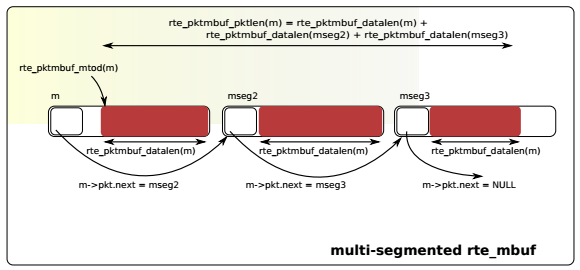 rte_pktmbuf_pktlen(m) = rte_pktmbuf_datalen(m) +
rte_pktmbuf_datalen(mseg2) + rte_pktmbuf_datalen(mseg3)
rte_pktmbuf_mtod(m)
m
mseg2
mseg3
rte_pktmbuf_datalen(m)
rte_pktmbuf_datalen(m)
rte_pktmbuf_datalen(m)
m->pkt.next = mseg2
m->pkt.next = mseg3
m->pkt.next = NULL
multi-segmented rte_mbuf